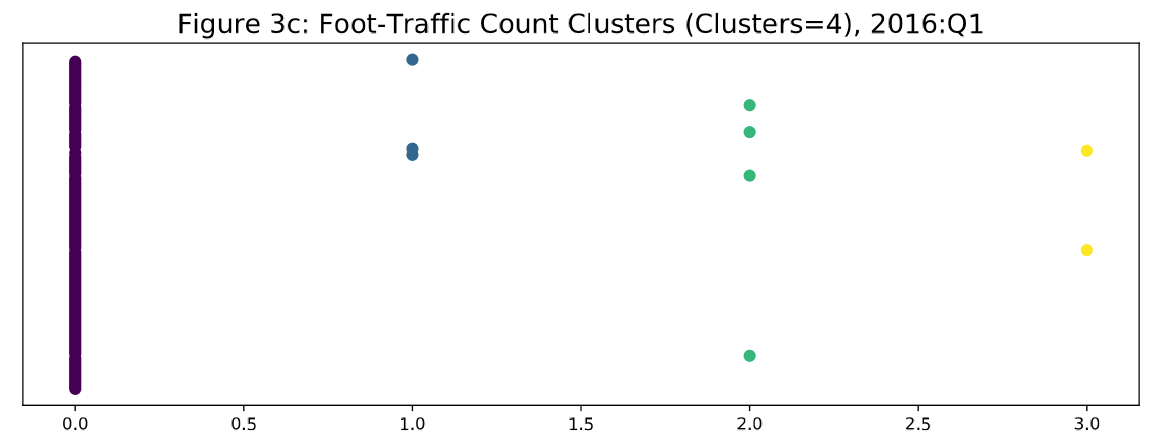 Figure 3c: Foot-Traffic Count Clusters (Clusters=4), 2016:Q1
0.0 0.5 1.0 1.5 2.0 2.5 3.0